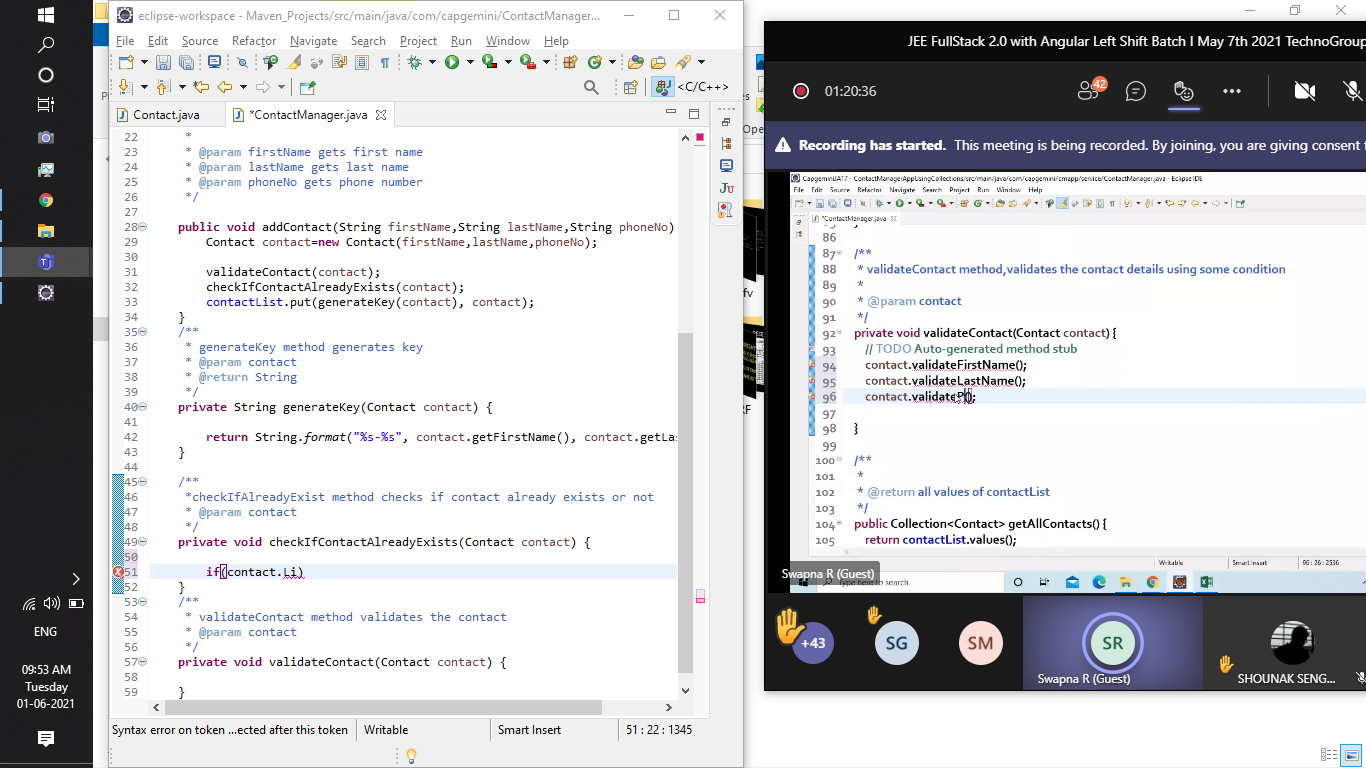 eclipse-workspace - Maven_Projects/src/main/java/com/capgemini/ContactManager...
File Edit Source Refactor Navigate Search Project Run Window Help
<C/C++>
Contact.java
*ContactManager.java
22 *
23 * @param firstName gets first name
24 * @param lastName gets last name
25 * @param phoneNo gets phone number
26 */
27
28 public void addContact(String firstName,String lastName,String phoneNo)
29 Contact contact=new Contact(firstName,lastName,phoneNo);
30
31 validateContact(contact);
32 checkIfContactAlreadyExists(contact);
33 contactList.put(generateKey(contact), contact);
34 }
35 /**
36 * generateKey method generates key
37 * @param contact
38 * @return String
39 */
40 private String generateKey(Contact contact) {
41
42 return String.format("%s-%s", contact.getFirstName(), contact.getLa
43 }
44
45 /**
46 *checkIfAlreadyExist method checks if contact already exists or not
47 * @param contact
48 */
49 private void checkIfContactAlreadyExists(Contact contact) {
50
51 if(contact.Li)
52 }
53 /**
54 * validateContact method validates the contact
55 * @param contact
56 */
57 private void validateContact(Contact contact) {
58
59 }
Syntax error on token ...ected after this token
Writable
Smart Insert
51 : 22 : 1345
ENG
09:53 AM
Tuesday
01-06-2021
JEE FullStack 2.0 with Angular Left Shift Batch I May 7th 2021 TechnoGroup
01:20:36
42
Recording has started. This meeting is being recorded. By joining, you are giving consent f
CapgeminiJA17 - ContactManagerAppUsingCollections/src/main/java/com/capgemini/cmapp/service/ContactManager.java - Eclipse IDE
File Edit Source Refactor Navigate Search Project Run Window Help
*ContactManager.java
86
87 /**
88 * validateContact method,validates the contact details using some condition
89 *
90 * @param contact
91 */
92 private void validateContact(Contact contact) {
93 // TODO Auto-generated method stub
94 contact.validateFirstName();
95 contact.validateLastName();
96 contact.validateP();
97
98 }
99
100 /**
101 *
102 * @return all values of contactList
103 */
104 public Collection<Contact> getAllContacts() {
105 return contactList.values();
Writable
Smart Insert
96 : 26 : 2536
Swapna R (Guest)
Type here to search
+43
SG
SM
SR
Swapna R (Guest)
SHOUNAK SENG...